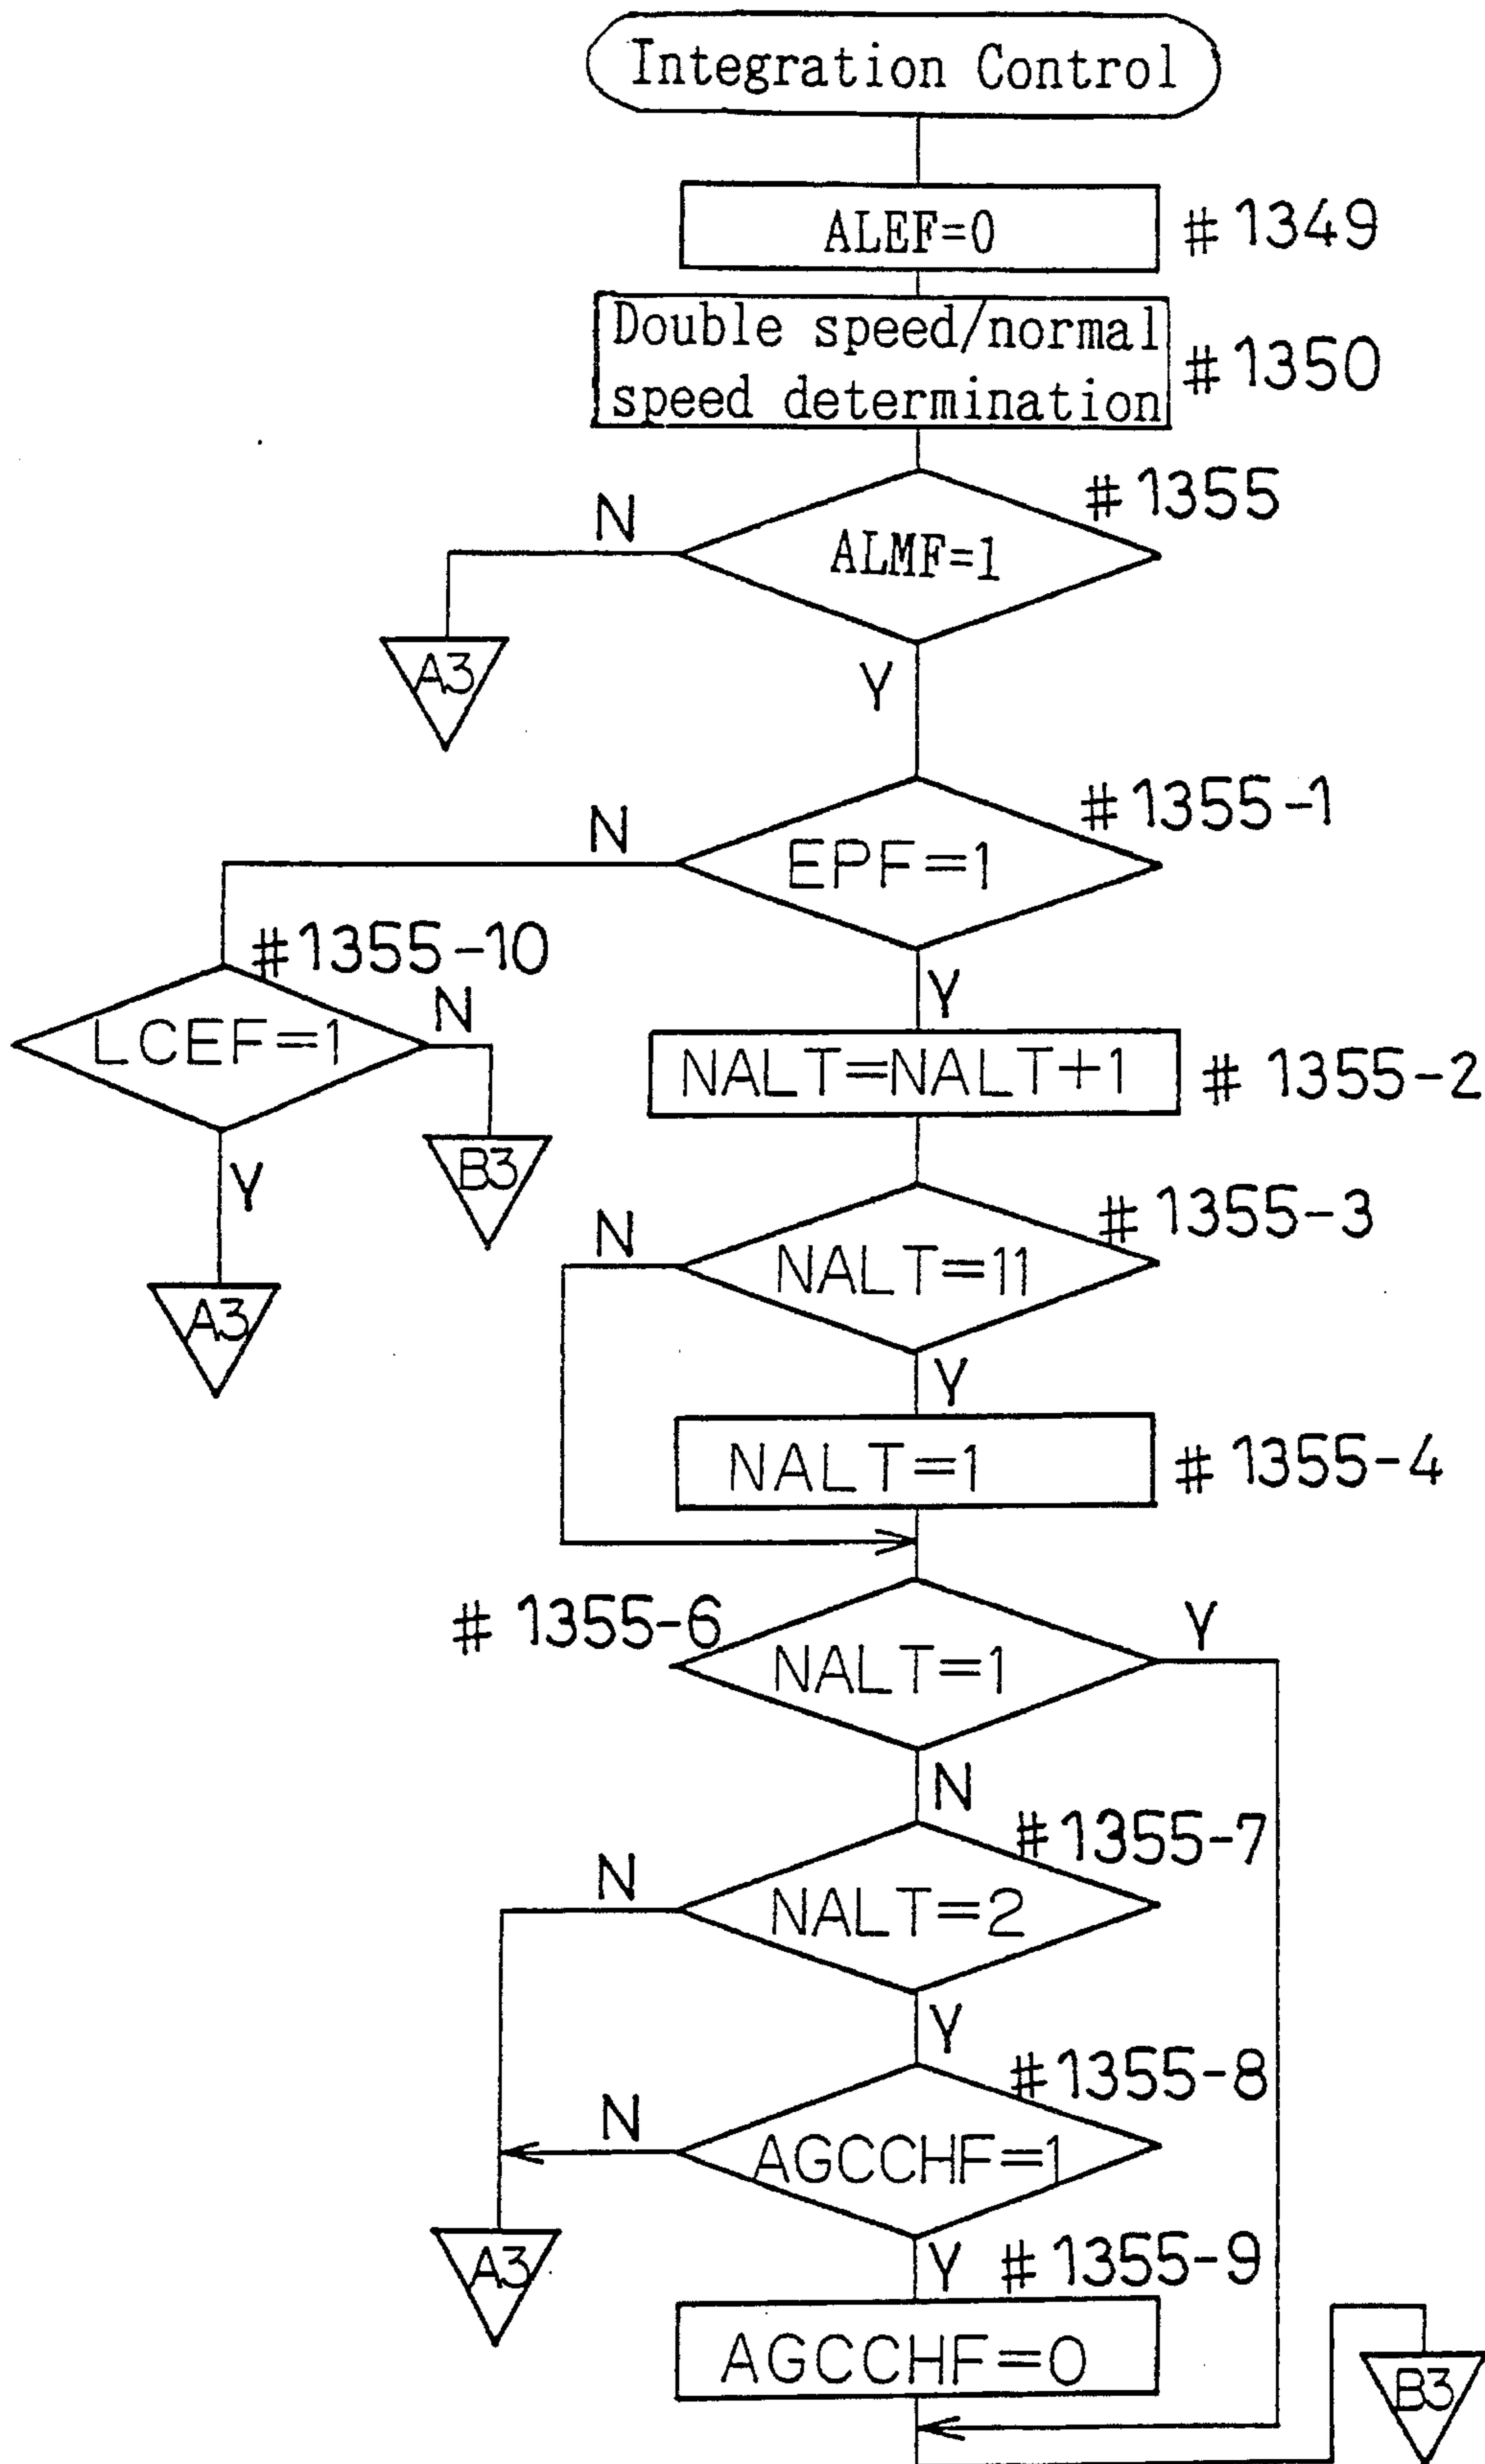 Integration Control
ALEF=0
# 1349
Double speed/normal
speed determination
# 1350
# 1355
N
ALMF=1
A3
Y
# 1355-1
N
EPF=1
# 1355-10
N
LCEF=1
Y
NALT=NALT+1
# 1355-2
B3
Y
# 1355-3
N
NALT=11
A3
Y
NALT=1
# 1355-4
# 1355-6
Y
NALT=1
N
# 1355-7
N
NALT=2
Y
# 1355-8
N
AGCCHF=1
Y
# 1355-9
A3
AGCCHF=0
B3